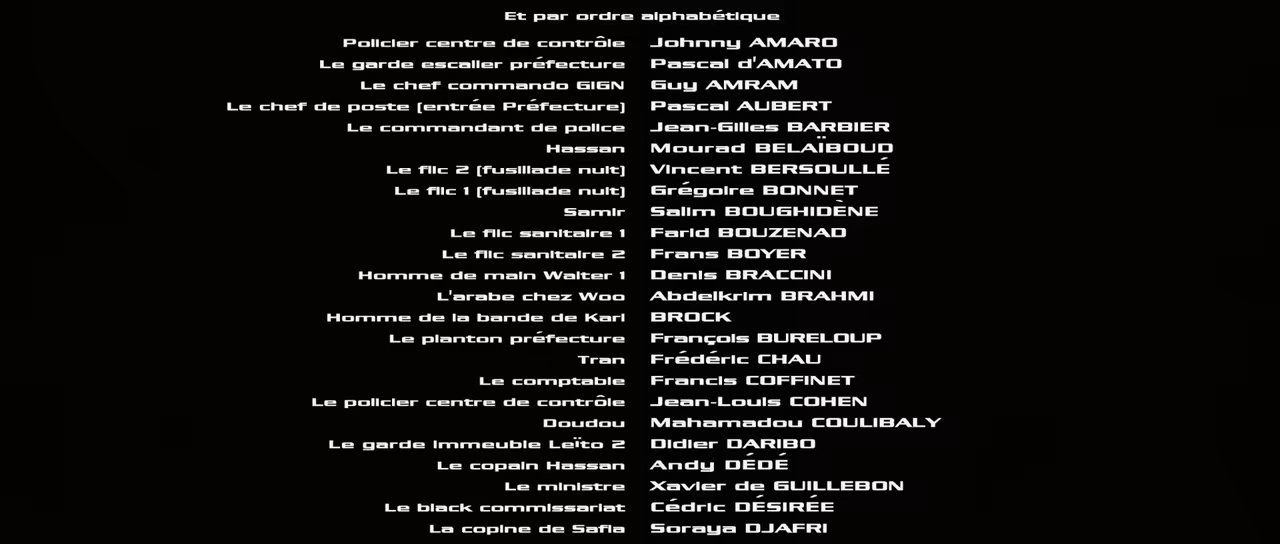 Et par ordre alphabétique
Policier centre de contrôle Johnny AMARO
Le garde escalier préfecture Pascal d'AMATO
Le chef commando GIGN Guy AMRAM
Le chef de poste (entrée Préfecture) Pascal AUBERT
Le commandant de police Jean-Gilles BARBIER
Hassan Mourad BELAÏBOUD
Le flic 2 (fusillade nuit) Vincent BERSOULLÉ
Le flic 1 (fusillade nuit) Grégoire BONNET
Samir Salim BOUGHIDÈNE
Le flic sanitaire 1 Farid BOUZENAD
Le flic sanitaire 2 Frans BOYER
Homme de main Walter 1 Denis BRACCINI
L'arabe chez Woo Abdelkrim BRAHMI
Homme de la bande de Karl BROCK
Le planton préfecture François BURELOUP
Tran Frédéric CHAU
Le comptable Francis COFFINET
Le policier centre de contrôle Jean-Louis COHEN
Doudou Mahamadou COULIBALY
Le garde immeuble Leïto 2 Didier DARIBO
Le copain Hassan Andy DÉDÉ
Le ministre Xavier de GUILLEBON
Le black commissariat Cédric DÉSIRÉE
La copine de Safia Soraya DJAFRI